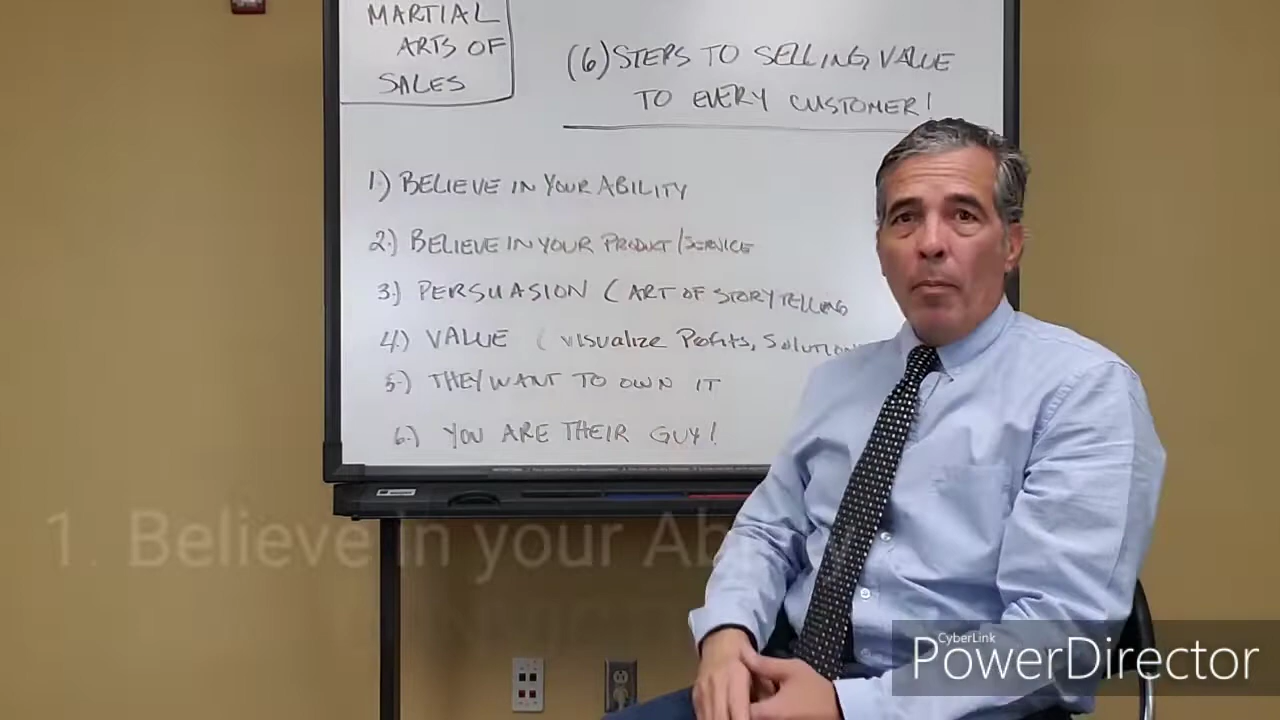 MARTIAL
ARTS OF
SALES
(6) STEPS TO SELLING VALUE
TO EVERY CUSTOMER!
1.) BELIEVE IN YOUR ABILITY
2.) BELIEVE IN YOUR PRODUCT/SERVICE
3.) PERSUASION (ART OF STORYTELLING
4.) VALUE (VISUALIZE PROFITS, SOLUTION
5.) THEY WANT TO OWN IT
6.) YOU ARE THEIR GUY!
1. Believe in your Ab
CyberLink
PowerDirector